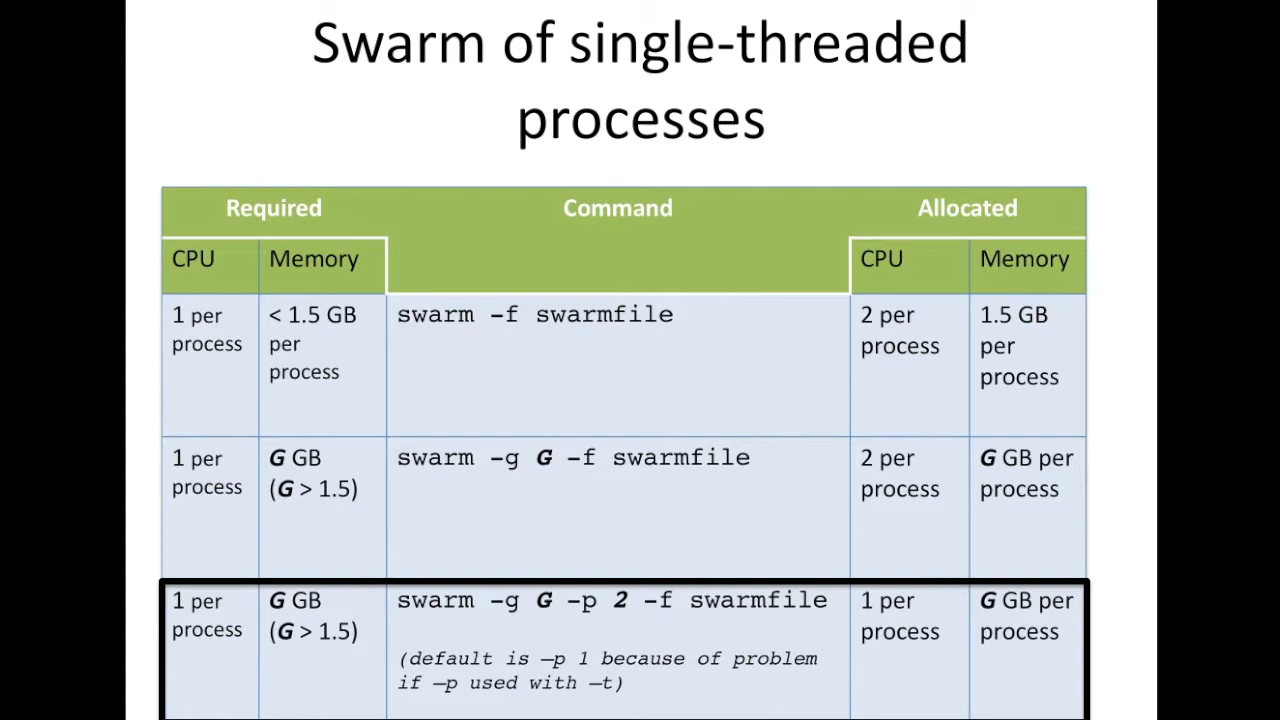 Swarm of single-threaded
processes
Required Command Allocated
CPU Memory CPU Memory
1 per
process
< 1.5 GB
per
process
swarm –f swarmfile
2 per
process
1.5 GB
per
process
1 per
process
G GB
(G > 1.5)
swarm –g G –f swarmfile
2 per
process
G GB per
process
1 per
process
G GB
(G > 1.5)
swarm –g G –p 2 –f swarmfile
(default is –p 1 because of problem
if –p used with –t)
1 per
process
G GB per
process